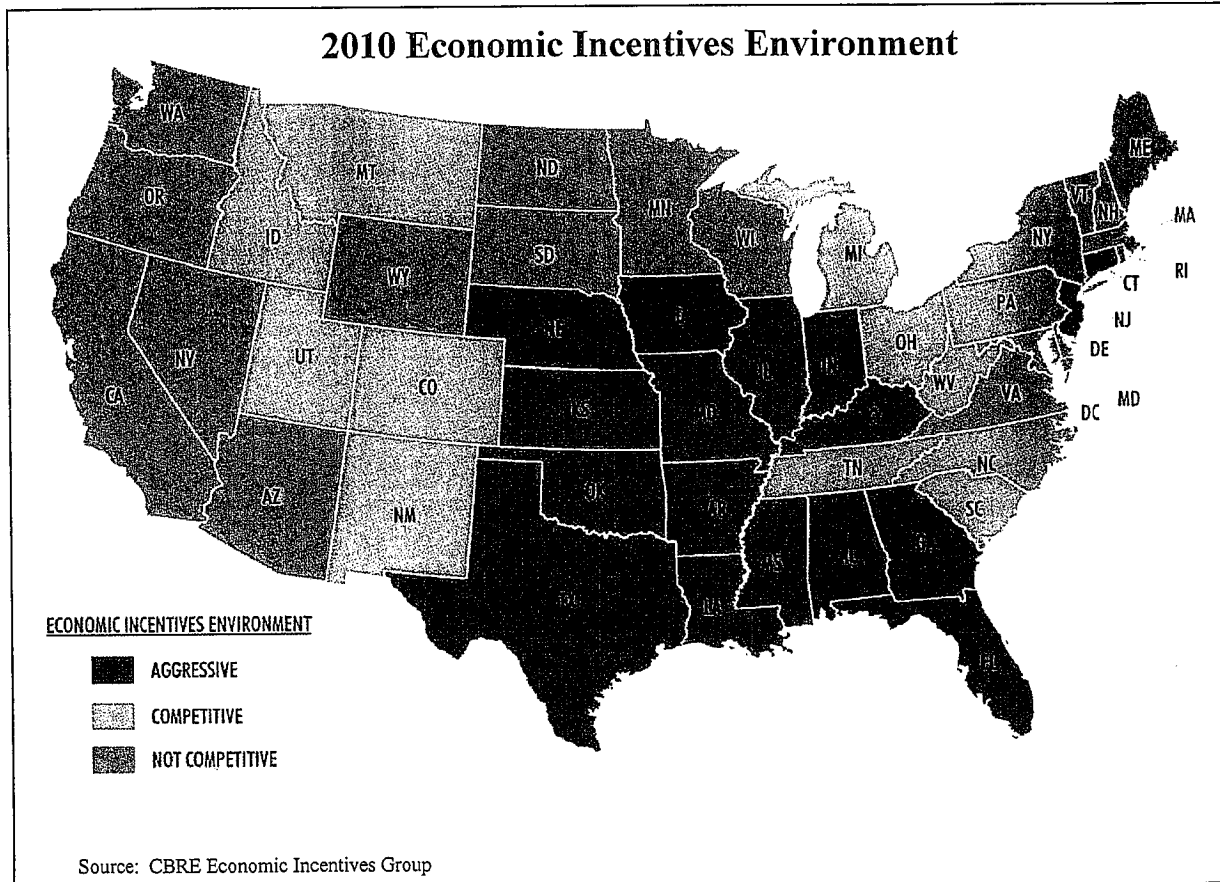 2010 Economic Incentives Environment
WA
MT
ND
MN
OR
ID
WY
SD
WI
MI
NY
VT
NH
ME
MA
RI
CT
NJ
DE
MD
DC
PA
OH
WV
VA
NV
UT
CO
CA
AZ
NM
TN
NC
SC
ECONOMIC INCENTIVES ENVIRONMENT
AGGRESSIVE
COMPETITIVE
NOT COMPETITIVE
Source: CBRE Economic Incentives Group